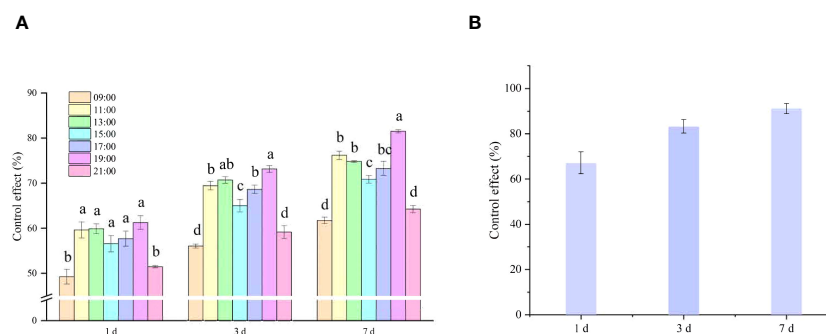 A
B
90
80
70
60
50
0
Control effect (%)
09:00
11:00
13:00
15:00
17:00
19:00
21:00
b a a a a a b
d b ab c b a d
d b b c bc a d
1 d 3 d 7 d
100
80
60
40
20
0
Control effect (%)
1 d 3 d 7 d